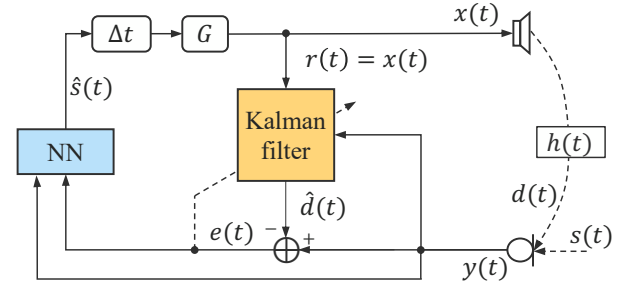 x(t)
Δt
G
r(t) = x(t)
ŝ(t)
Kalman
filter
NN
h(t)
d̂(t)
d(t)
e(t)
−
+
s(t)
y(t)